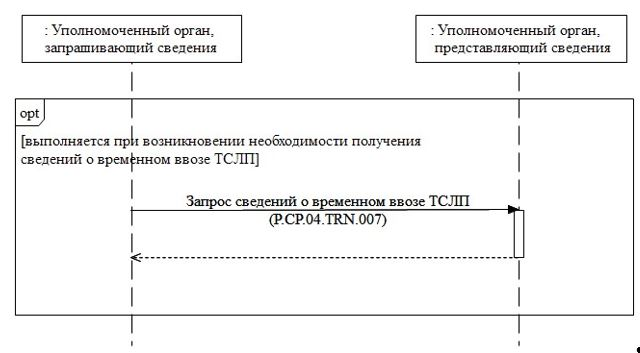 : Уполномоченный орган,
запрашивающий сведения
: Уполномоченный орган,
представляющий сведения
opt
[выполняется при возникновении необходимости получения
сведений о временном ввозе ТСЛП]
Запрос сведений о временном ввозе ТСЛП
(P.CP.04.TRN.007)